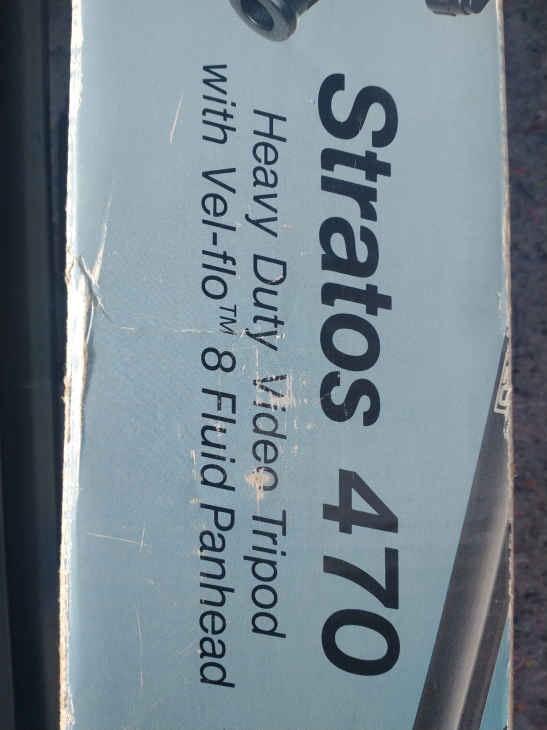 Stratos 470
Heavy Duty Video Tripod
with Vel-flo™ 8 Fluid Panhead